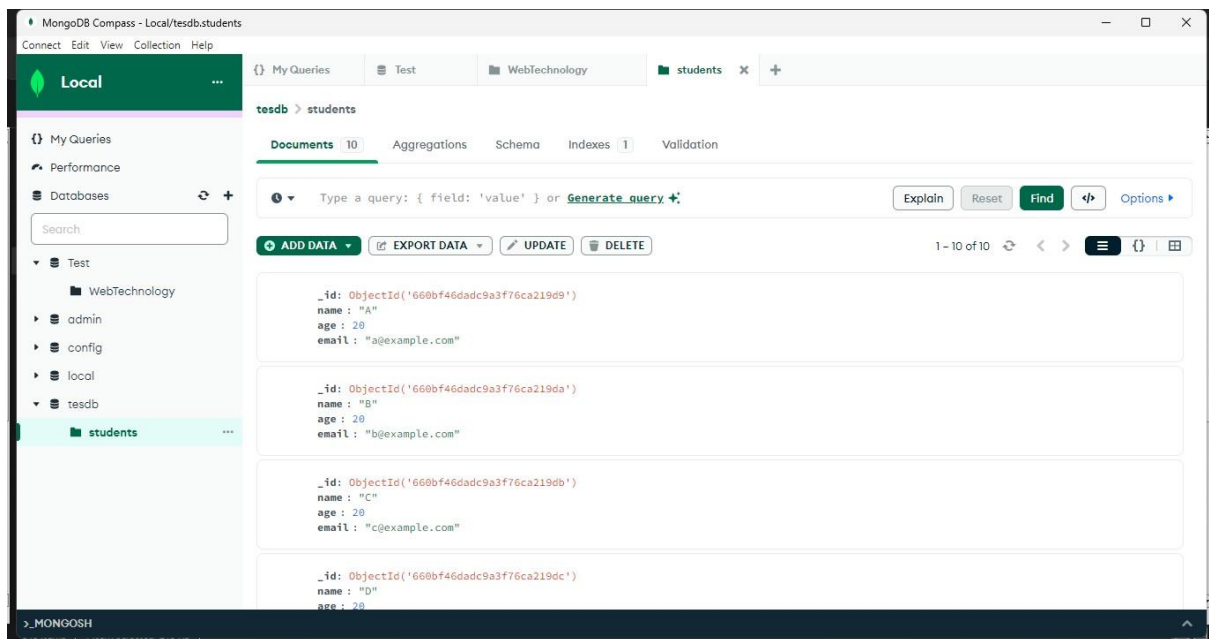 MongoDB Compass - Local/tesdb.students
Connect Edit View Collection Help
Local
{} My Queries
Performance
Databases
Search
Test
WebTechnology
admin
config
local
tesdb
students
{} My Queries Test WebTechnology students
tesdb > students
Documents 10 Aggregations Schema Indexes 1 Validation
Type a query: { field: 'value' } or Generate query
Explain Reset Find </> Options
ADD DATA EXPORT DATA UPDATE DELETE
1 – 10 of 10 {}
_id: ObjectId('660bf46dadc9a3f76ca219d9')
name : "A"
age : 20
email : "a@example.com"
_id: ObjectId('660bf46dadc9a3f76ca219da')
name : "B"
age : 20
email : "b@example.com"
_id: ObjectId('660bf46dadc9a3f76ca219db')
name : "C"
age : 20
email : "c@example.com"
_id: ObjectId('660bf46dadc9a3f76ca219dc')
name : "D"
age : 20
>_MONGOSH